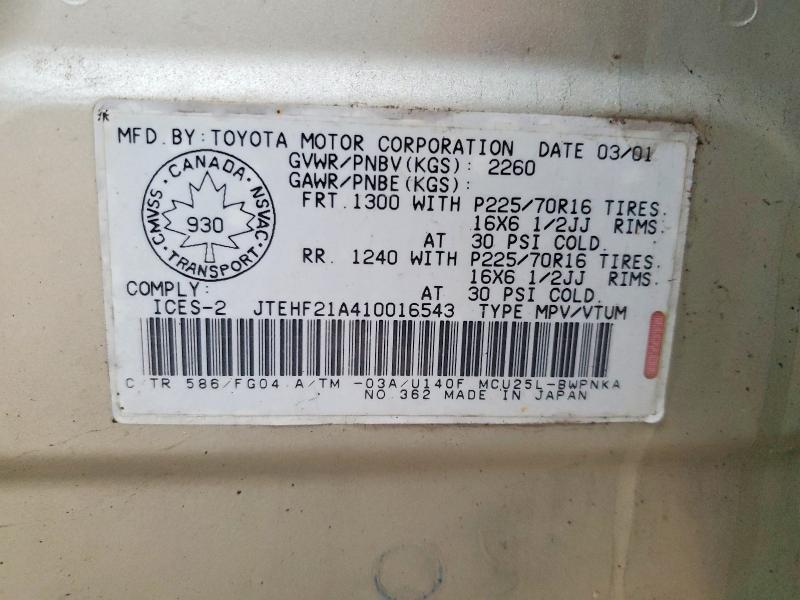 MFD.BY:TOYOTA MOTOR CORPORATION DATE 03/01
GVWR/PNBV(KGS): 2260
GAWR/PNBE(KGS):
FRT.1300 WITH P225/70R16 TIRES.
16X6 1/2JJ RIMS.
AT 30 PSI COLD.
RR. 1240 WITH P225/70R16 TIRES.
16X6 1/2JJ RIMS.
AT 30 PSI COLD.
CANADA
CMVSS 930 NSVAC
TRANSPORT
COMPLY:
ICES-2 JTEHF21A410016543 TYPE MPV/VTUM
C/TR 586/FG04 A/TM -03A/U140F MCU25L-BWPNKA
NO.362 MADE IN JAPAN